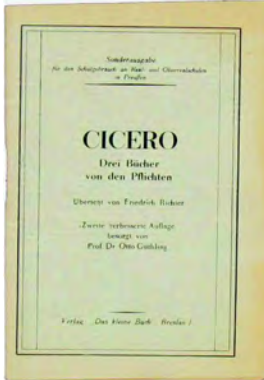 Sonderausgabe
für den Schulgebrauch an Real- und Oberrealschulen
in Preußen
CICERO
Drei Bücher
von den Pflichten
Übersetzt von Friedrich Richter
Zweite verbesserte Auflage
besorgt von
Prof. Dr. Otto Güthling
Verlag „Das kleine Buch“, Breslau I